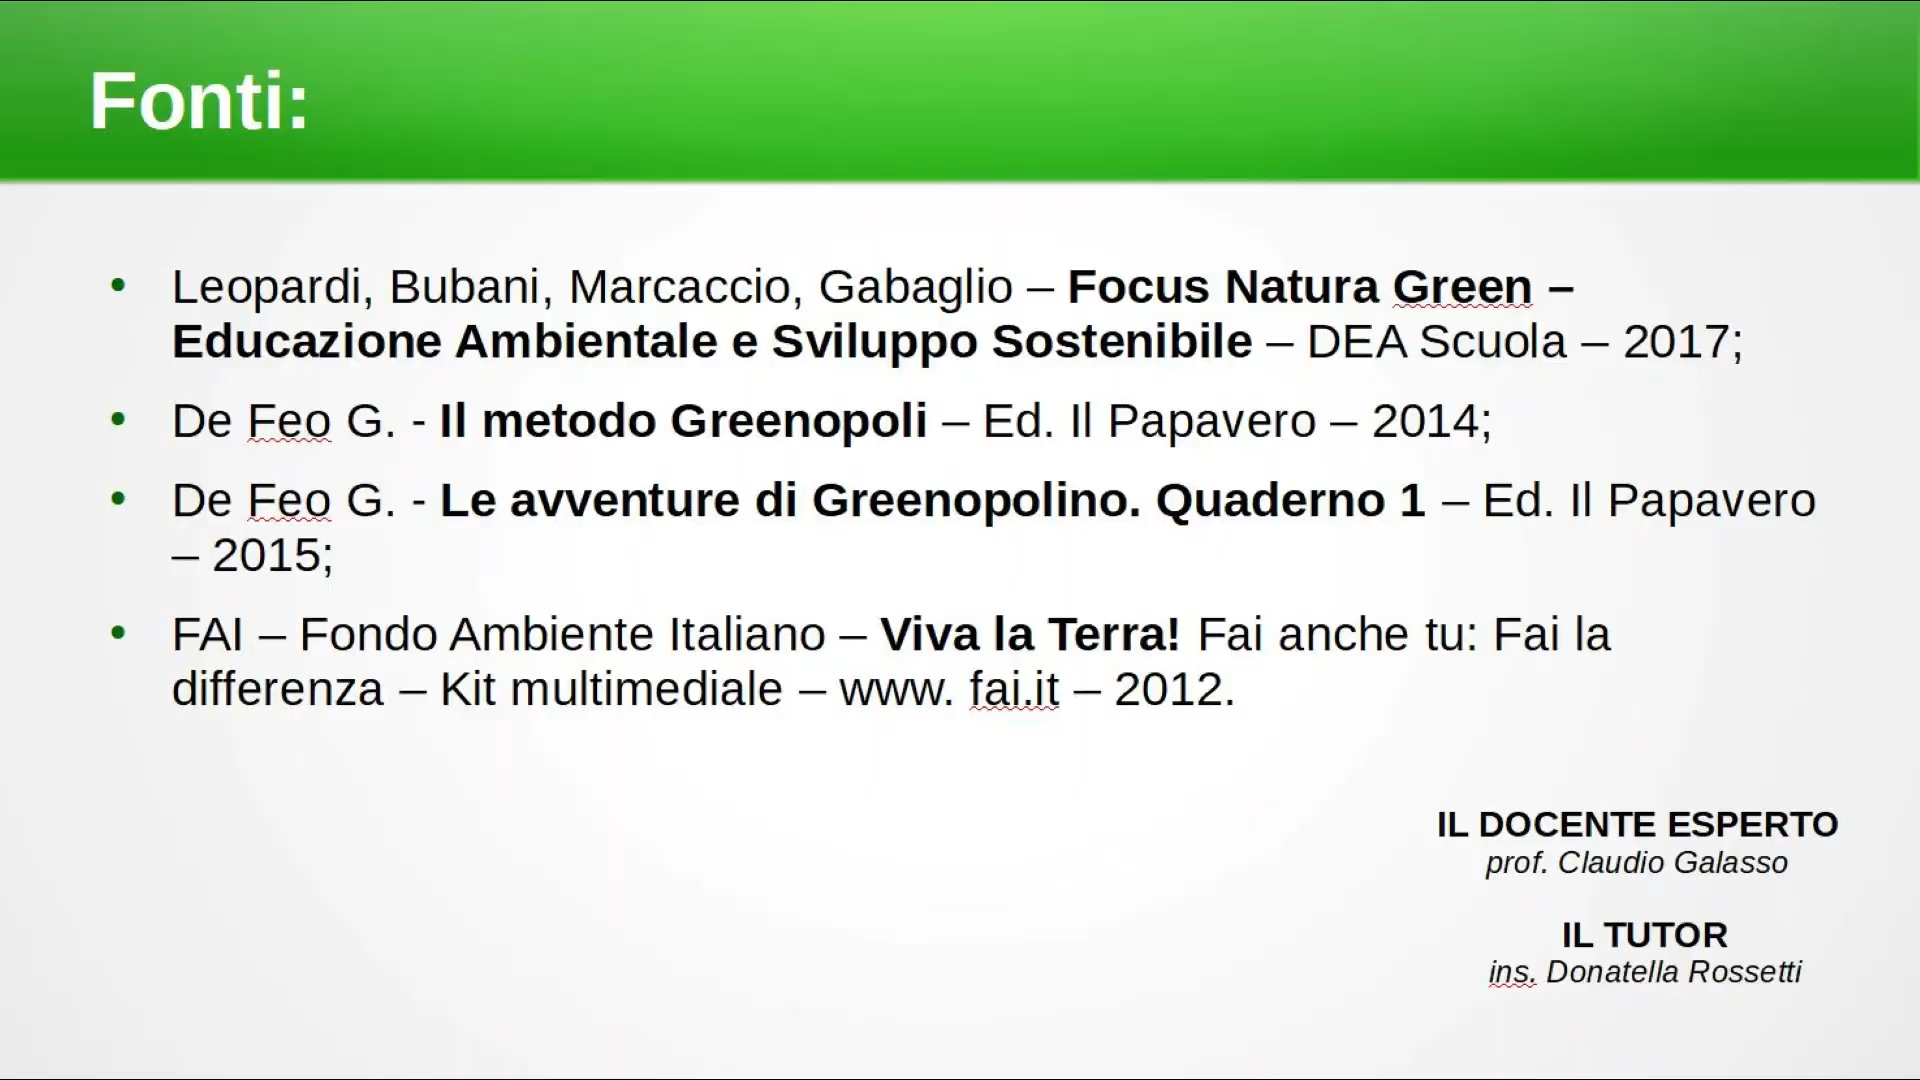 Fonti:
• Leopardi, Bubani, Marcaccio, Gabaglio – Focus Natura Green –
Educazione Ambientale e Sviluppo Sostenibile – DEA Scuola – 2017;
• De Feo G. - Il metodo Greenopoli – Ed. Il Papavero – 2014;
• De Feo G. - Le avventure di Greenopolino. Quaderno 1 – Ed. Il Papavero
– 2015;
• FAI – Fondo Ambiente Italiano – Viva la Terra! Fai anche tu: Fai la
differenza – Kit multimediale – www. fai.it – 2012.
IL DOCENTE ESPERTO
prof. Claudio Galasso
IL TUTOR
ins. Donatella Rossetti